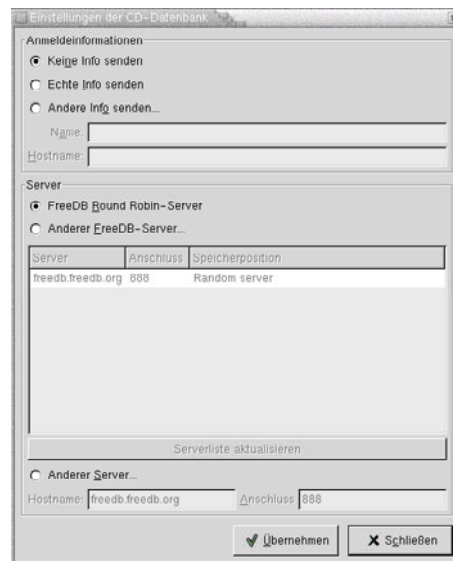 Einstellungen der CD-Datenbank
Anmeldeinformationen
Keine Info senden
Echte Info senden
Andere Info senden...
Name:
Hostname:
Server
FreeDB Round Robin-Server
Anderer FreeDB-Server...
Server Anschluss Speicherposition
freedb.freedb.org 888 Random server
Serverliste aktualisieren
Anderer Server...
Hostname: freedb.freedb.org Anschluss 888
Übernehmen Schließen